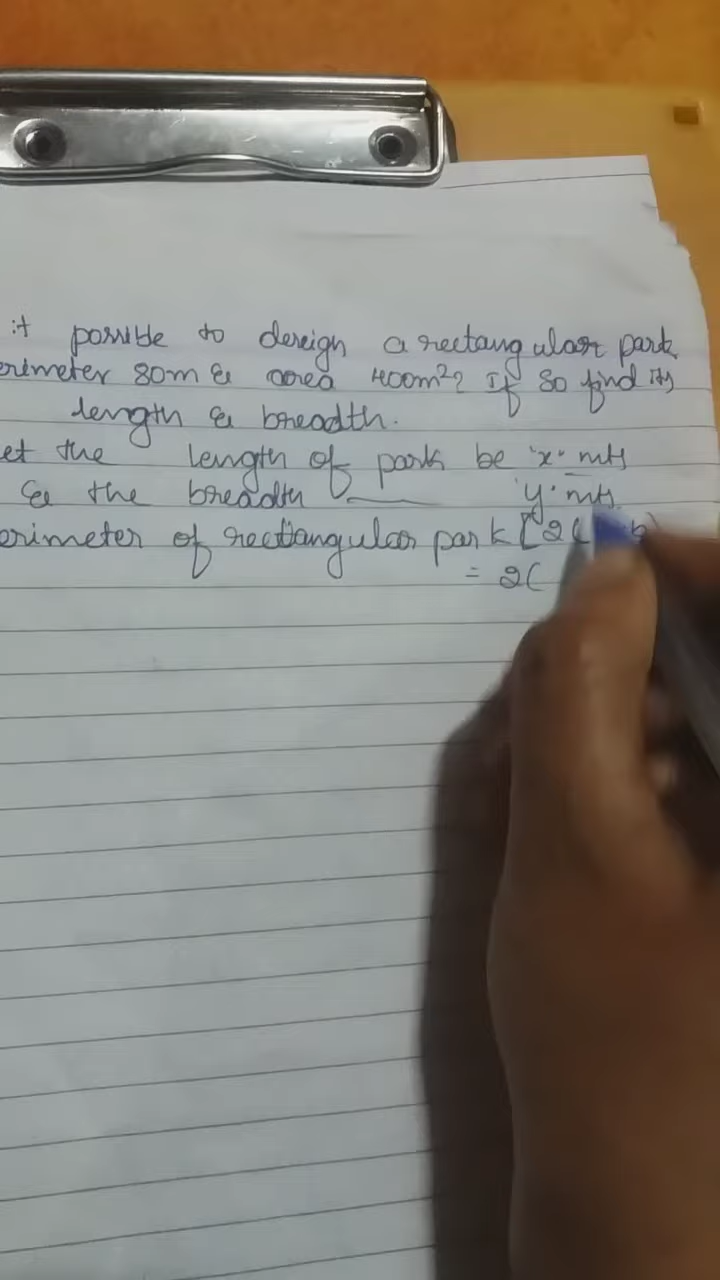 it possible to design a rectangular park
erimeter 80m & area 400m²? If so find its
length & breadth.
et the length of park be 'x' mts
& the breadth 'y' mts.
erimeter of rectangular park [2(
= 2(